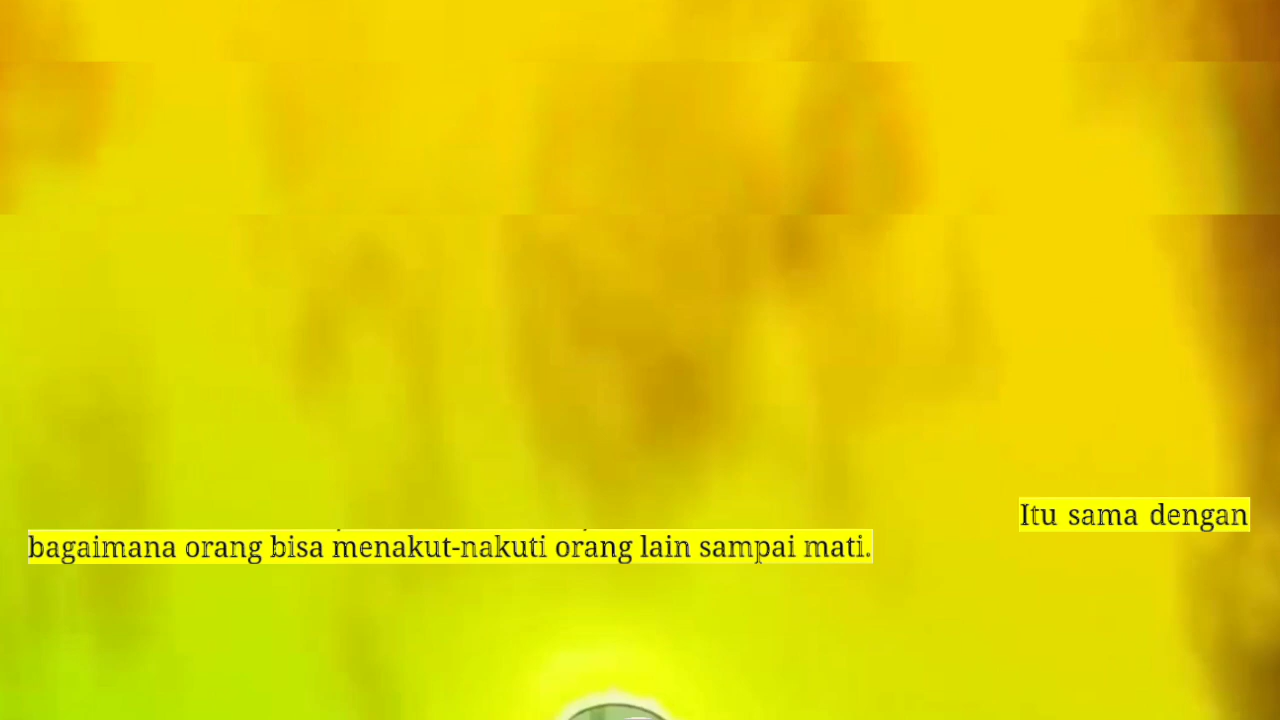 Itu sama dengan
bagaimana orang bisa menakut-nakuti orang lain sampai mati.